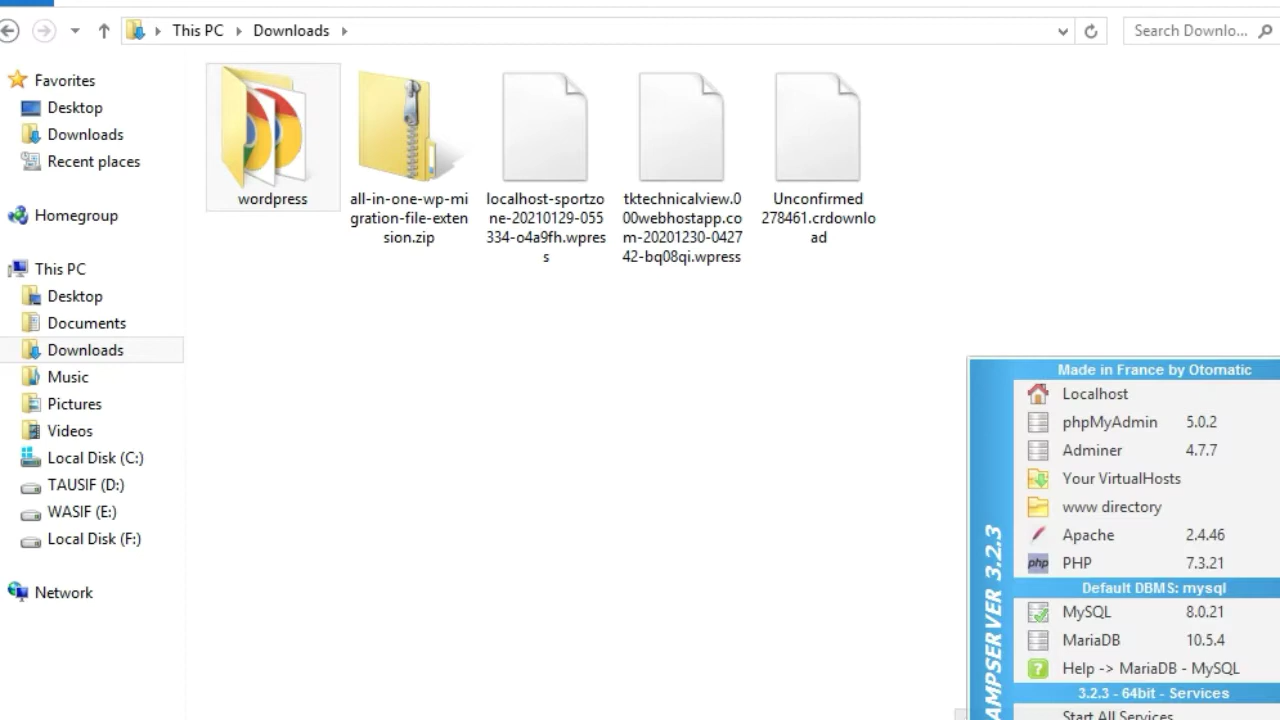 This PC
Downloads
Search Downlo...
Favorites
Desktop
Downloads
Recent places
Homegroup
This PC
Desktop
Documents
Downloads
Music
Pictures
Videos
Local Disk (C:)
TAUSIF (D:)
WASIF (E:)
Local Disk (F:)
Network
wordpress
all-in-one-wp-mi
gration-file-exten
sion.zip
localhost-sportzo
ne-20210129-055
334-o4a9fh.wpres
s
tktechnicalview.0
00webhostapp.co
m-20201230-0427
42-bq08qi.wpress
Unconfirmed
278461.crdownlo
ad
Made in France by Otomatic
Localhost
phpMyAdmin 5.0.2
Adminer 4.7.7
Your VirtualHosts
www directory
Apache 2.4.46
php PHP 7.3.21
Default DBMS: mysql
MySQL 8.0.21
MariaDB 10.5.4
Help -> MariaDB - MySQL
3.2.3 - 64bit - Services
Start All Services
AMPSERVER 3.2.3